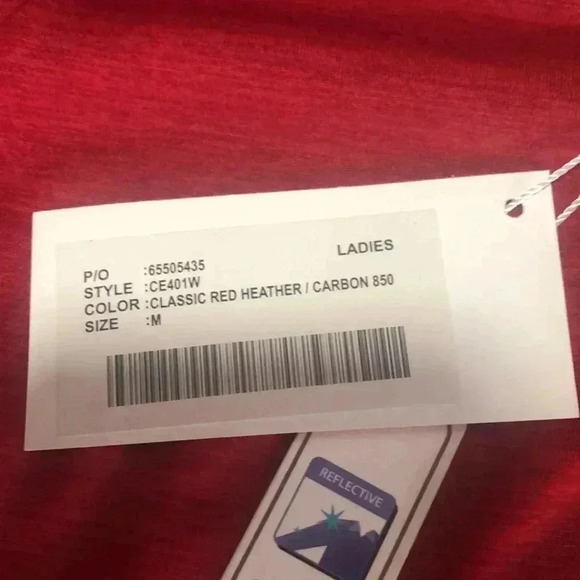 LADIES
P/O :65505435
STYLE :CE401W
COLOR :CLASSIC RED HEATHER / CARBON 850
SIZE :M
REFLECTIVE